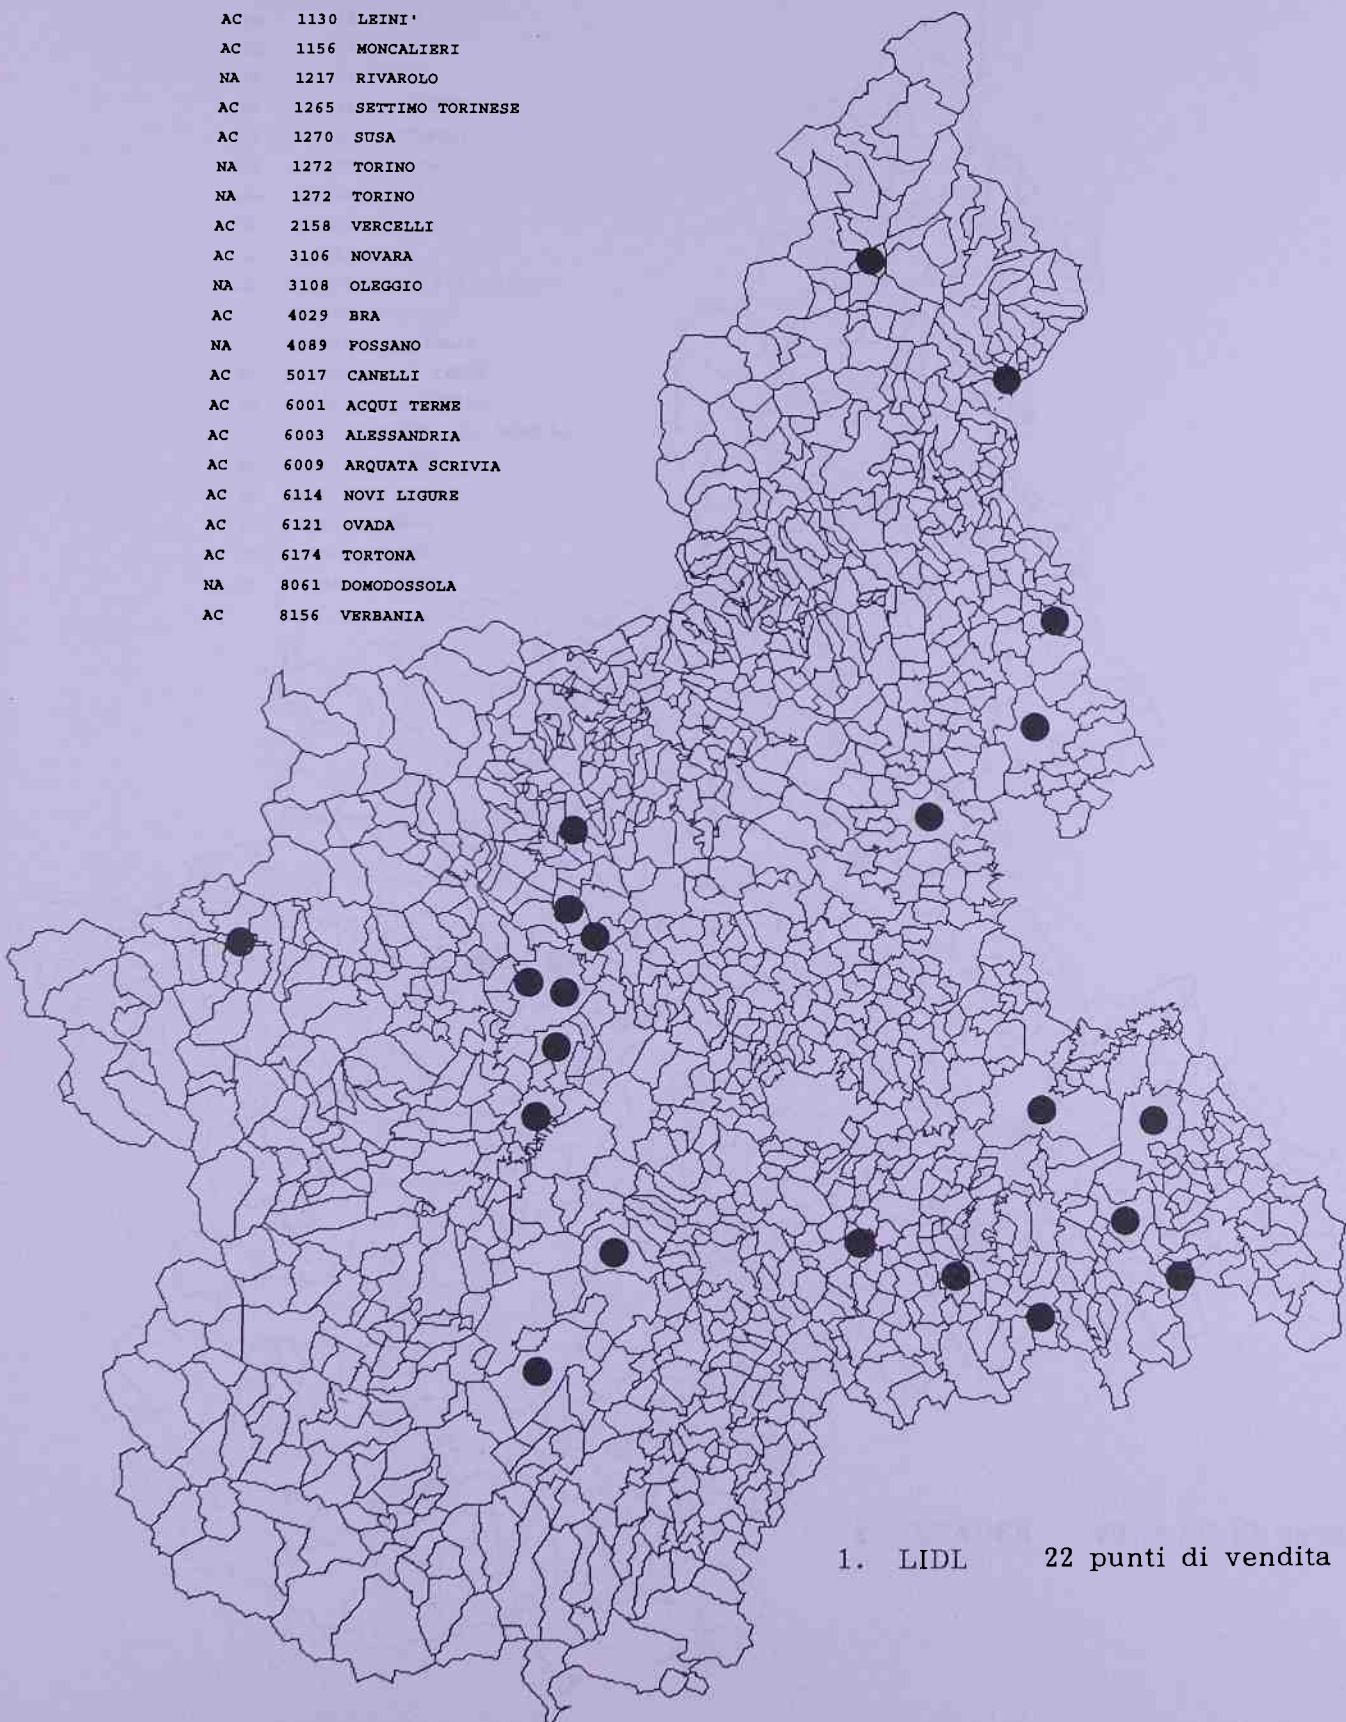 AC 1130 LEINI'
AC 1156 MONCALIERI
NA 1217 RIVAROLO
AC 1265 SETTIMO TORINESE
AC 1270 SUSA
NA 1272 TORINO
NA 1272 TORINO
AC 2158 VERCELLI
AC 3106 NOVARA
NA 3108 OLEGGIO
AC 4029 BRA
NA 4089 FOSSANO
AC 5017 CANELLI
AC 6001 ACQUI TERME
AC 6003 ALESSANDRIA
AC 6009 ARQUATA SCRIVIA
AC 6114 NOVI LIGURE
AC 6121 OVADA
AC 6174 TORTONA
NA 8061 DOMODOSSOLA
AC 8156 VERBANIA
1. LIDL 22 punti di vendita